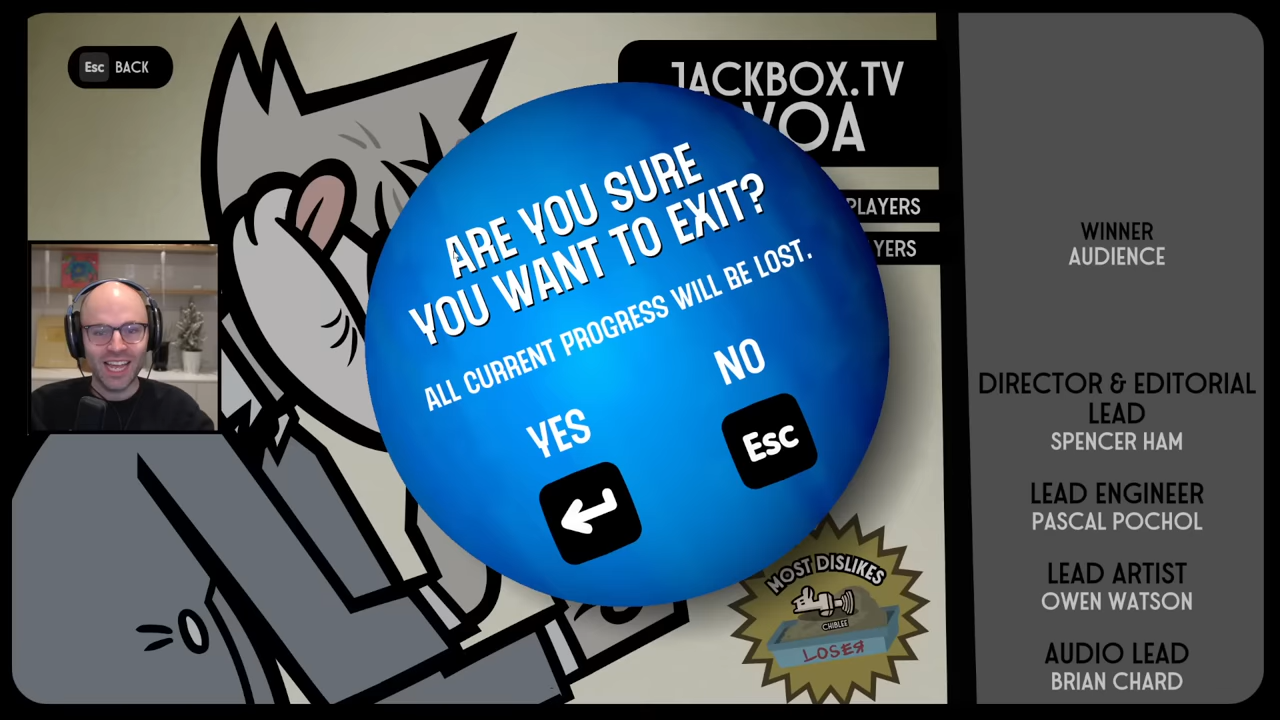 Esc BACK
JACKBOX.TV
VOA
PLAYERS
YERS
ARE YOU SURE
YOU WANT TO EXIT?
ALL CURRENT PROGRESS WILL BE LOST.
YES
NO
Esc
MOST DISLIKES
CHIBLEE
LOSER
WINNER
AUDIENCE
DIRECTOR & EDITORIAL
LEAD
SPENCER HAM
LEAD ENGINEER
PASCAL POCHOL
LEAD ARTIST
OWEN WATSON
AUDIO LEAD
BRIAN CHARD